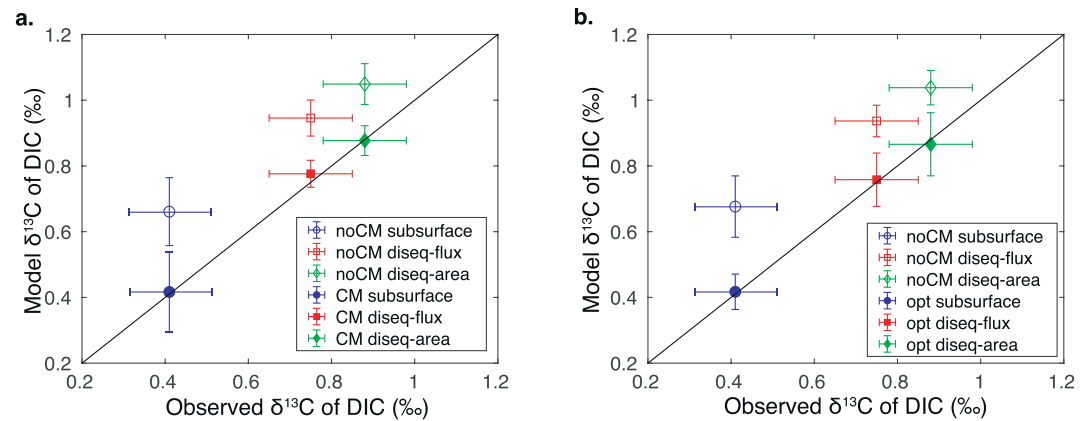 a.
1.2
1
0.8
0.6
0.4
0.2
0.2
0.4
0.6
0.8
1
1.2
Model δ¹³C of DIC (‰)
Observed δ¹³C of DIC (‰)
noCM subsurface
noCM diseq-flux
noCM diseq-area
CM subsurface
CM diseq-flux
CM diseq-area
b.
1.2
1
0.8
0.6
0.4
0.2
0.2
0.4
0.6
0.8
1
1.2
Model δ¹³C of DIC (‰)
Observed δ¹³C of DIC (‰)
noCM subsurface
noCM diseq-flux
noCM diseq-area
opt subsurface
opt diseq-flux
opt diseq-area